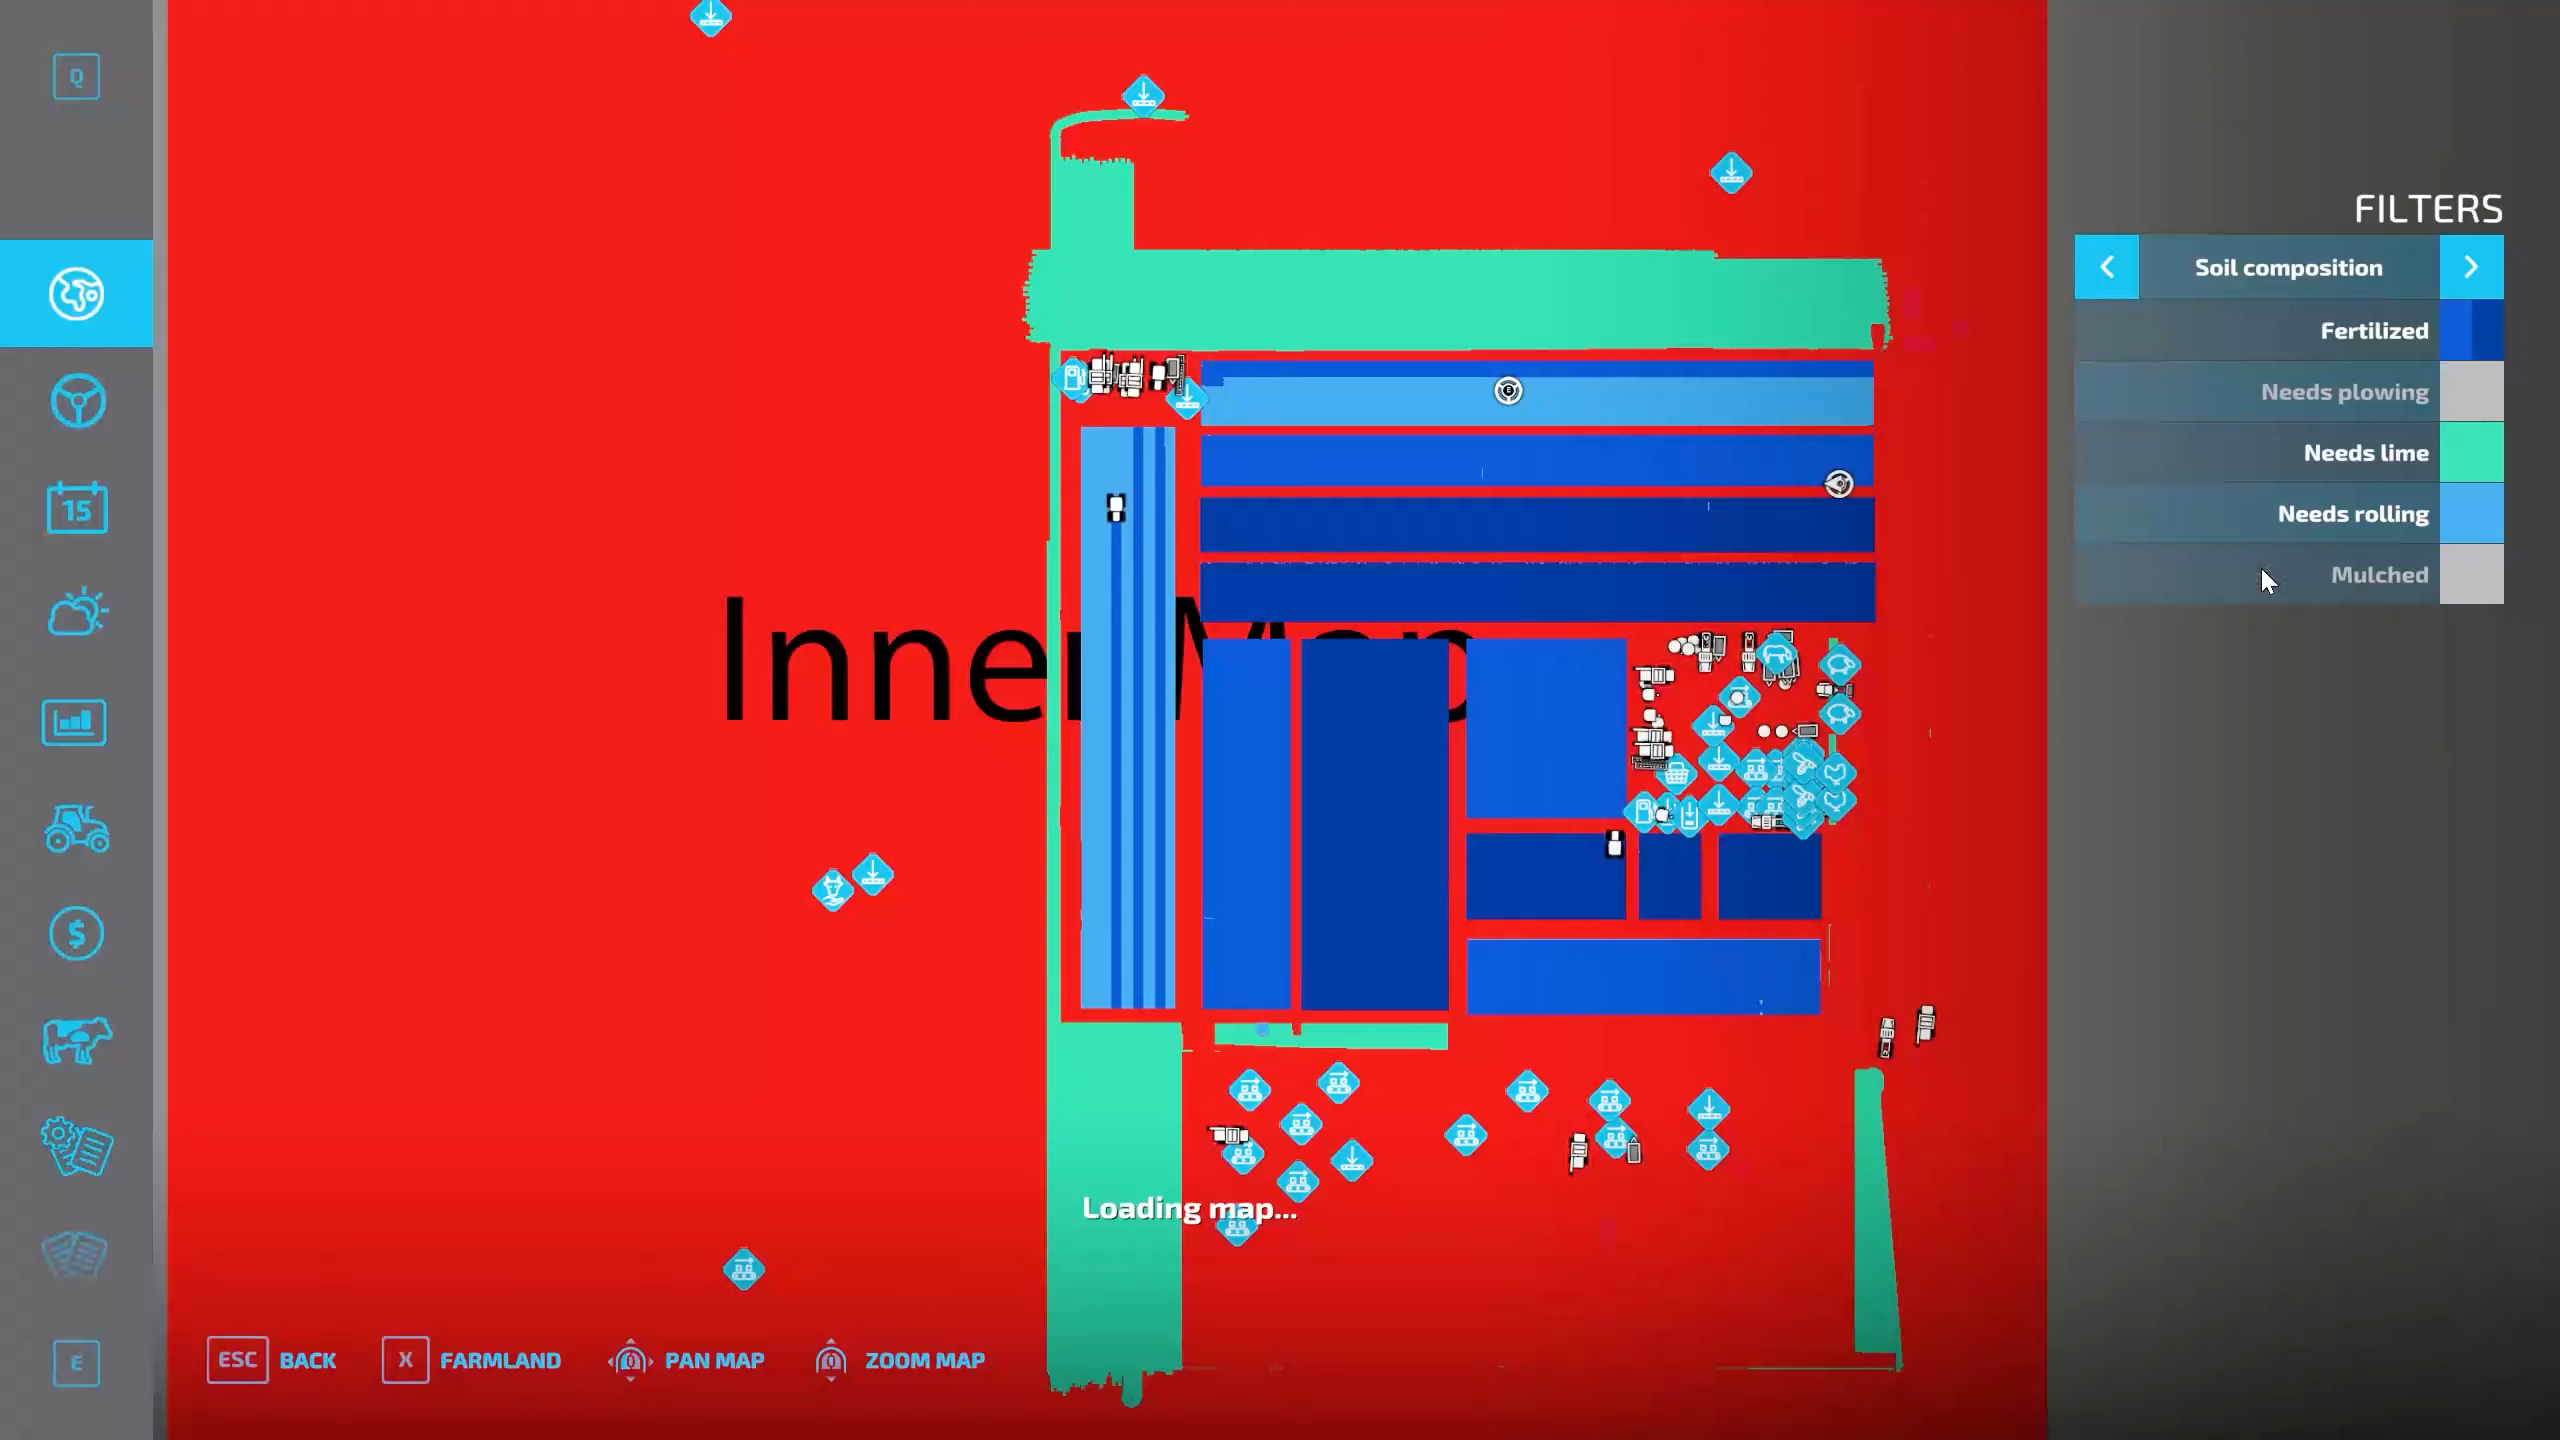 Q
FILTERS
Soil composition
Fertilized
Needs plowing
Needs lime
15
Needs rolling
Mulched
Inner Map
$
Loading map...
E
ESC BACK
X FARMLAND
PAN MAP
ZOOM MAP